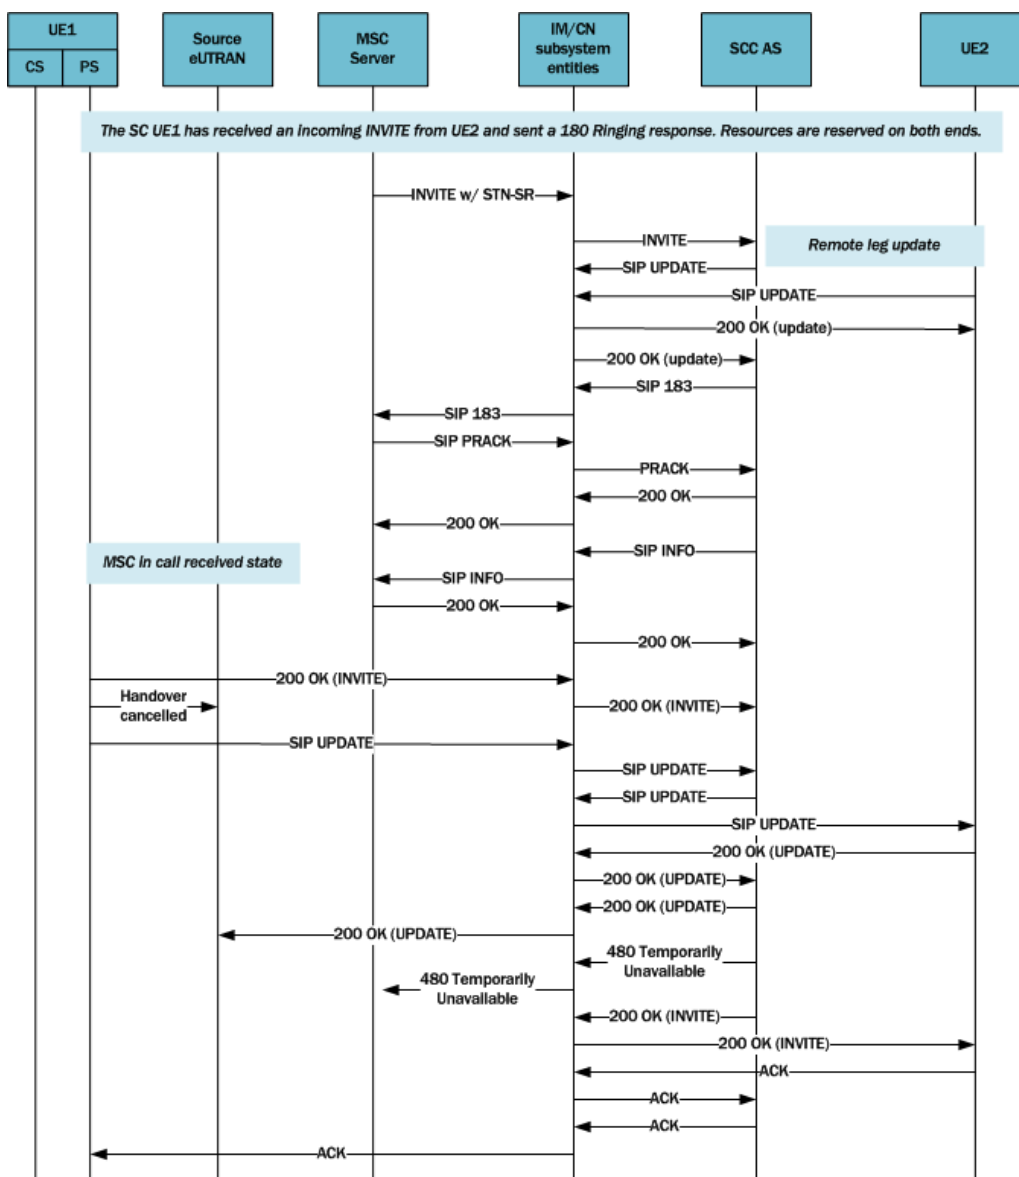 UE1
CS
PS
Source
eUTRAN
MSC
Server
IM/CN
subsystem
entities
SCC AS
UE2
The SC UE1 has received an incoming INVITE from UE2 and sent a 180 Ringing response. Resources are reserved on both ends.
INVITE w/ STN-SR
INVITE
Remote leg update
SIP UPDATE
SIP UPDATE
200 OK (update)
200 OK (update)
SIP 183
SIP 183
SIP PRACK
PRACK
200 OK
200 OK
SIP INFO
MSC in call received state
SIP INFO
200 OK
200 OK
200 OK (INVITE)
Handover
cancelled
200 OK (INVITE)
SIP UPDATE
SIP UPDATE
SIP UPDATE
SIP UPDATE
200 OK (UPDATE)
200 OK (UPDATE)
200 OK (UPDATE)
200 OK (UPDATE)
480 Temporarily
Unavailable
480 Temporarily
Unavailable
200 OK (INVITE)
200 OK (INVITE)
ACK
ACK
ACK
ACK